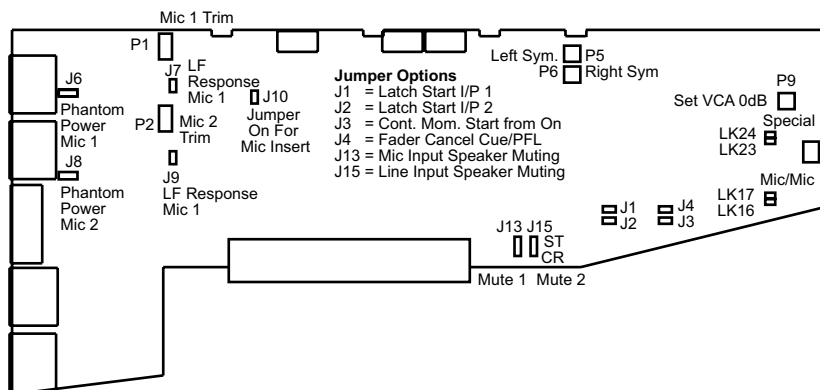 Mic 1 Trim
P1
J6
Phantom
Power
Mic 1
J7
LF
Response
Mic 1
P2
Mic 2
Trim
J8
Phantom
Power
Mic 2
J9
LF Response
Mic 1
J10
Jumper
On For
Mic Insert
Jumper Options
J1 = Latch Start I/P 1
J2 = Latch Start I/P 2
J3 = Cont. Mom. Start from On
J4 = Fader Cancel Cue/PFL
J13 = Mic Input Speaker Muting
J15 = Line Input Speaker Muting
Left Sym. P5
P6 Right Sym
P9
Set VCA 0dB
Special
LK24
LK23
Mic/Mic
LK17
LK16
J1 J4
J2 J3
J13 J15
ST
CR
Mute 1 Mute 2